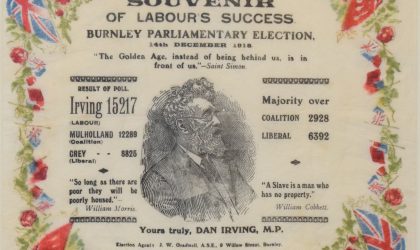 SOUVENIR
OF LABOUR'S SUCCESS
BURNLEY PARLIAMENTARY ELECTION,
14th DECEMBER 1918
"The Golden Age, instead of being behind us, is in
front of us."—Saint Simon.
RESULT OF POLL.
Irving 15217
(LABOUR)
MULHOLLAND 12289
(Coalition)
GREY -- 8825
(Liberal)
"So long as there are
poor they will be
poorly housed."—
William Morris.
Majority over
COALITION 2928
LIBERAL 6392
"A Slave is a man who
has no property."
William Cobbett.
Yours truly, DAN IRVING, M.P.
Election Agent: J. W. A.S.E., 9 Willow Street, Burnley.